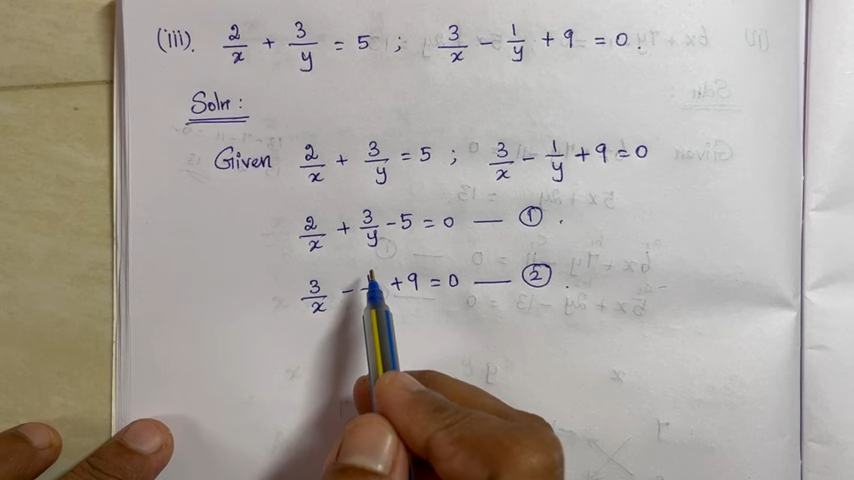 (iii). 2/x + 3/y = 5 ; 3/x - 1/y + 9 = 0.
Soln :
Given 2/x + 3/y = 5 ; 3/x - 1/y + 9 = 0
2/x + 3/y - 5 = 0 — ①.
3/x - + 9 = 0 — ②.